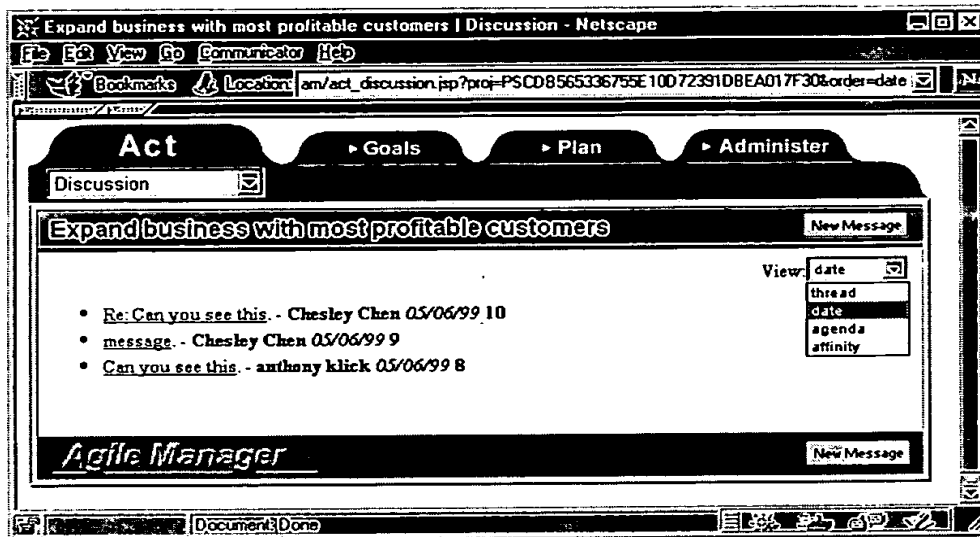 Expand business with most profitable customers | Discussion - Netscape
File Edit View Go Communicator Help
Bookmarks Location: am/act_discussion.jsp?proj=PSCDB565336755E10D72391DBEA017F30&order=date
Act ▸ Goals ▸ Plan ▸ Administer
Discussion
Expand business with most profitable customers New Message
View: date
thread
date
agenda
affinity
• Re: Can you see this. - Chesley Chen 05/06/99 10
• message. - Chesley Chen 05/06/99 9
• Can you see this. - anthony klick 05/06/99 8
Agile Manager New Message
Document: Done